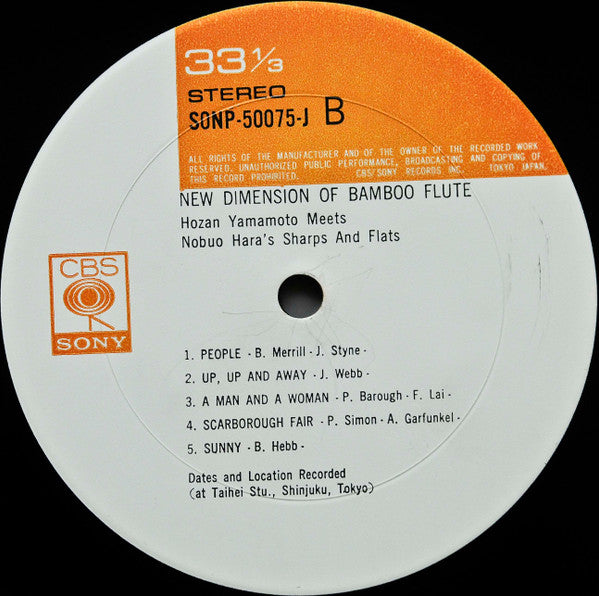 33 1/3
STEREO
SONP-50075-J B
ALL RIGHTS OF THE MANUFACTURER AND OF THE OWNER OF THE RECORDED WORK
RESERVED. UNAUTHORIZED PUBLIC PERFORMANCE, BROADCASTING AND COPYING OF
THIS RECORD PROHIBITED. CBS/SONY RECORDS INC. TOKYO JAPAN.
NEW DIMENSION OF BAMBOO FLUTE
Hozan Yamamoto Meets
Nobuo Hara's Sharps And Flats
CBS
SONY
1. PEOPLE - B. Merrill - J. Styne -
2. UP, UP AND AWAY - J. Webb -
3. A MAN AND A WOMAN - P. Barough - F. Lai -
4. SCARBOROUGH FAIR - P. Simon - A. Garfunkel -
5. SUNNY - B. Hebb -
Dates and Location Recorded
(at Taihei Stu., Shinjuku, Tokyo)